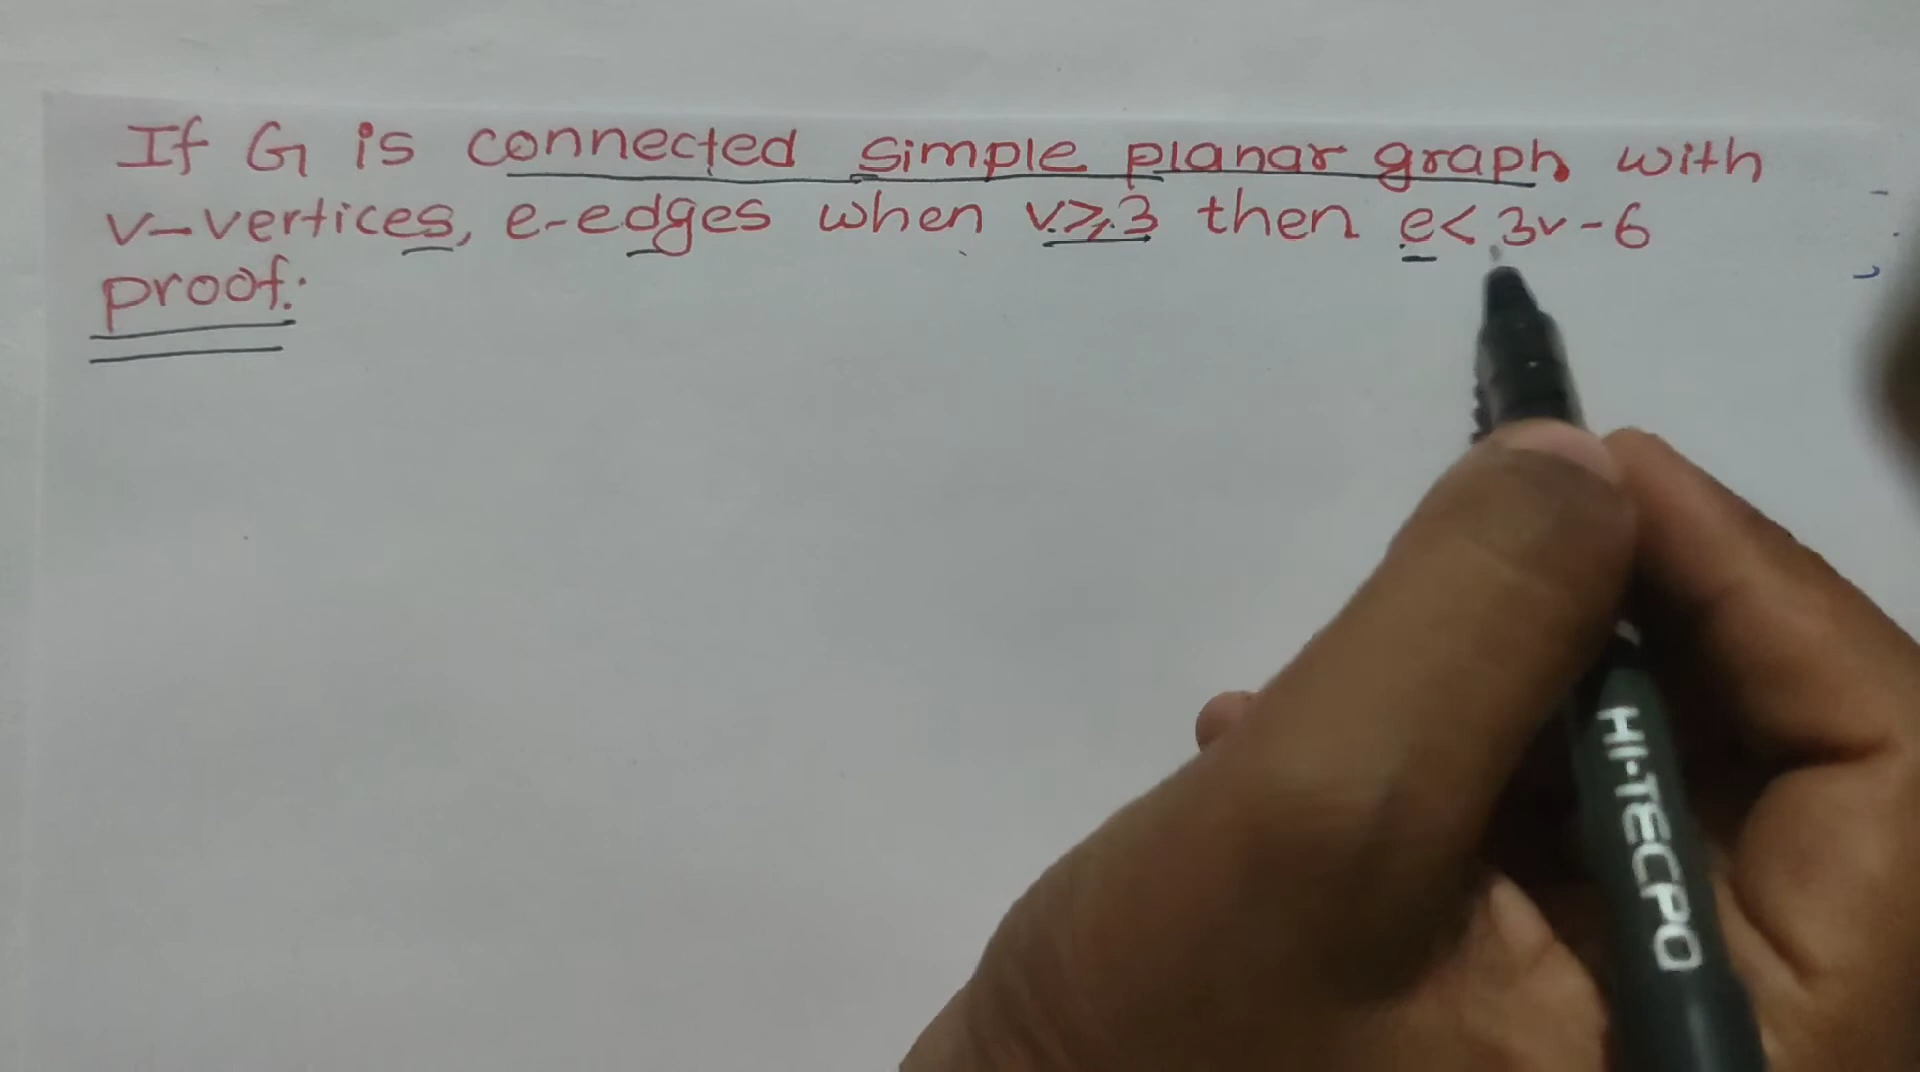 If G is connected simple planar graph with
v-vertices, e-edges when v≥3 then e< 3v-6
proof:
HI-TECPO